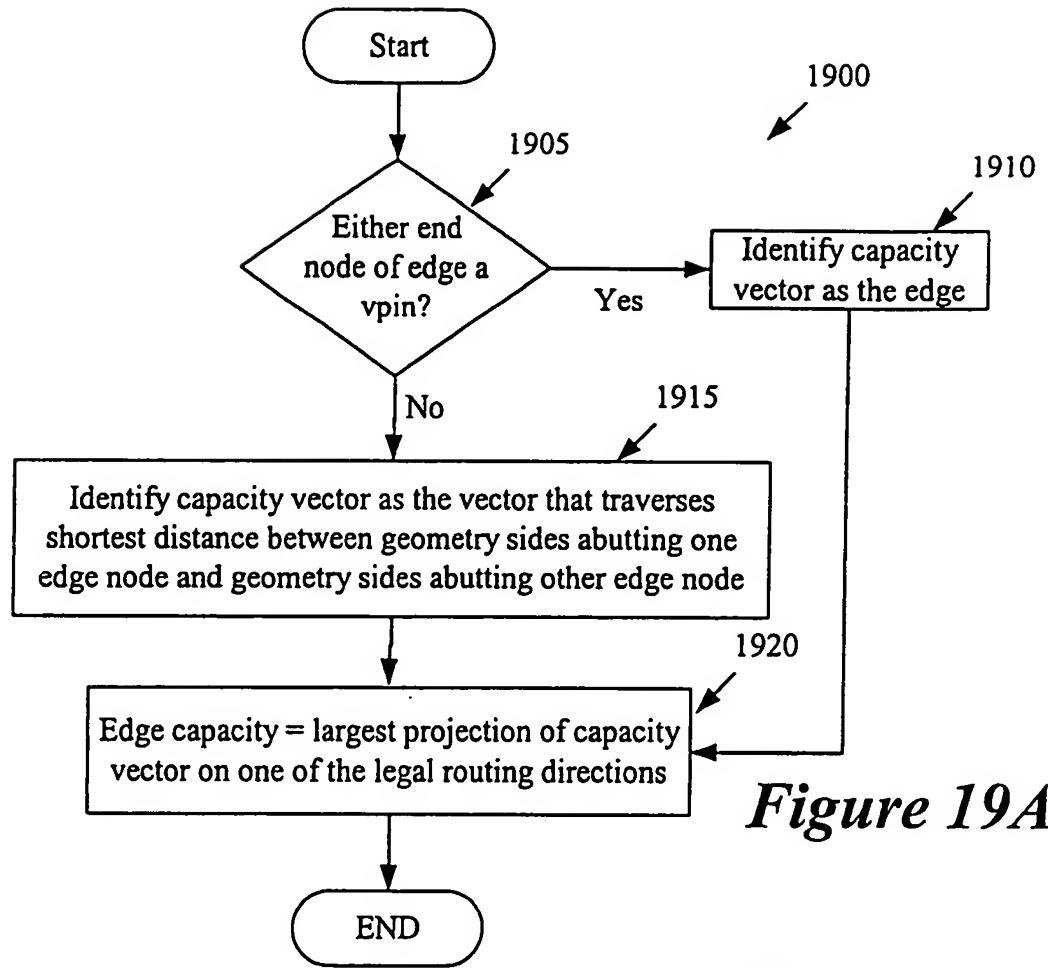 Start
1900
1905
1910
Either end
node of edge a
vpin?
Identify capacity
vector as the edge
Yes
No
1915
Identify capacity vector as the vector that traverses
shortest distance between geometry sides abutting one
edge node and geometry sides abutting other edge node
1920
Edge capacity = largest projection of capacity
vector on one of the legal routing directions
Figure 19A
END